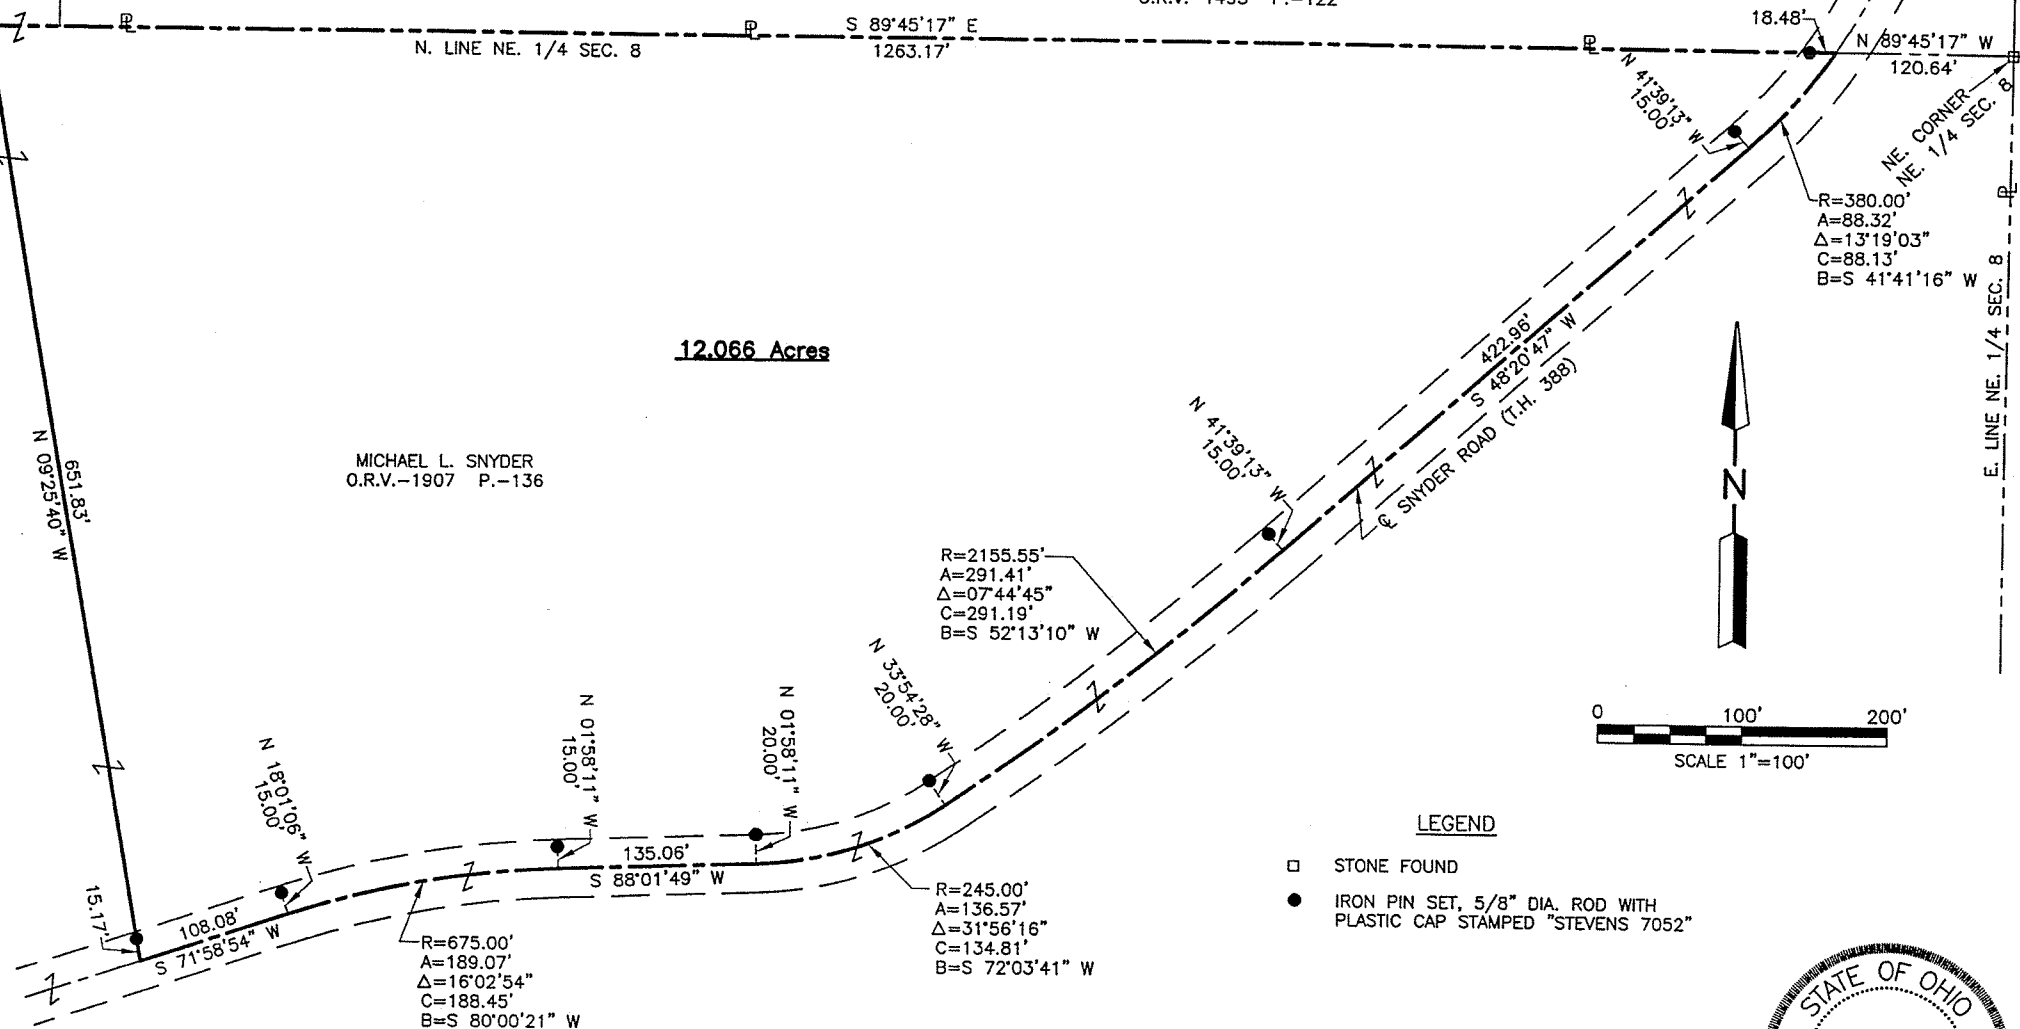 18.48'
S 89°45'17" E
1263.17'
N. LINE NE. 1/4 SEC. 8
N 89°45'17" W
120.64'
NE. CORNER
NE. 1/4 SEC. 8
N 41°39'13" W
15.00'
R=380.00'
A=88.32'
Δ=13°19'03"
C=88.13'
B=S 41°41'16" W
E. LINE NE. 1/4 SEC. 8
12.066 Acres
422.96'
S 48°20'47" W
℄ SNYDER ROAD (T.H. 388)
N 41°39'13" W
15.00'
MICHAEL L. SNYDER
O.R.V.-1907 P.-136
651.83'
N 09°25'40" W
N
R=2155.55'
A=291.41'
Δ=07°44'45"
C=291.19'
B=S 52°13'10" W
N 33°54'28" W
20.00'
N 01°58'11" W
20.00'
N 01°58'11" W
15.00'
N 18°01'06" W
15.00'
0 100' 200'
SCALE 1"=100'
135.06'
S 88°01'49" W
15.17'
108.08'
S 71°58'54" W
R=675.00'
A=189.07'
Δ=16°02'54"
C=188.45'
B=S 80°00'21" W
R=245.00'
A=136.57'
Δ=31°56'16"
C=134.81'
B=S 72°03'41" W
LEGEND
STONE FOUND
IRON PIN SET, 5/8" DIA. ROD WITH
PLASTIC CAP STAMPED "STEVENS 7052"
STATE OF OHIO